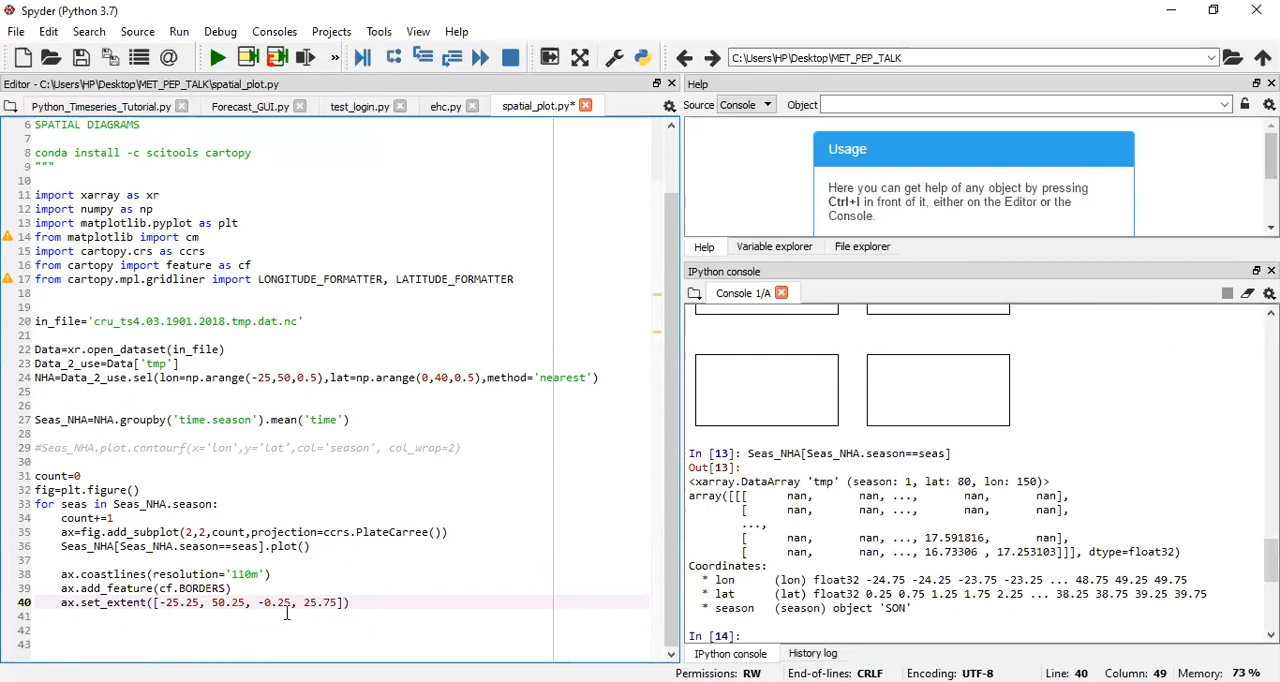 Spyder (Python 3.7)
File Edit Search Source Run Debug Consoles Projects Tools View Help
C:\Users\HP\Desktop\MET_PEP_TALK
Editor - C:\Users\HP\Desktop\MET_PEP_TALK\spatial_plot.py
Python_Timeseries_Tutorial.py Forecast_GUI.py test_login.py ehc.py spatial_plot.py*
6 SPATIAL DIAGRAMS
7
8 conda install -c scitools cartopy
9 """
10
11 import xarray as xr
12 import numpy as np
13 import matplotlib.pyplot as plt
14 from matplotlib import cm
15 import cartopy.crs as ccrs
16 from cartopy import feature as cf
17 from cartopy.mpl.gridliner import LONGITUDE_FORMATTER, LATITUDE_FORMATTER
18
19
20 in_file='cru_ts4.03.1901.2018.tmp.dat.nc'
21
22 Data=xr.open_dataset(in_file)
23 Data_2_use=Data['tmp']
24 NHA=Data_2_use.sel(lon=np.arange(-25,50,0.5),lat=np.arange(0,40,0.5),method='nearest')
25
26
27 Seas_NHA=NHA.groupby('time.season').mean('time')
28
29 #Seas_NHA.plot.contourf(x='lon',y='lat',col='season', col_wrap=2)
30
31 count=0
32 fig=plt.figure()
33 for seas in Seas_NHA.season:
34 count+=1
35 ax=fig.add_subplot(2,2,count,projection=ccrs.PlateCarree())
36 Seas_NHA[Seas_NHA.season==seas].plot()
37
38 ax.coastlines(resolution='110m')
39 ax.add_feature(cf.BORDERS)
40 ax.set_extent([-25.25, 50.25, -0.25, 25.75])
41
42
43
Help
Source Console Object
Usage
Here you can get help of any object by pressing
Ctrl+I in front of it, either on the Editor or the
Console.
Help Variable explorer File explorer
IPython console
Console 1/A
In [13]: Seas_NHA[Seas_NHA.season==seas]
Out[13]:
<xarray.DataArray 'tmp' (season: 1, lat: 80, lon: 150)>
array([[[ nan, nan, ..., nan, nan],
[ nan, nan, ..., nan, nan],
...,
[ nan, nan, ..., 17.591816, nan],
[ nan, nan, ..., 16.73306 , 17.253103]]], dtype=float32)
Coordinates:
* lon (lon) float32 -24.75 -24.25 -23.75 -23.25 ... 48.75 49.25 49.75
* lat (lat) float32 0.25 0.75 1.25 1.75 2.25 ... 38.25 38.75 39.25 39.75
* season (season) object 'SON'
In [14]:
IPython console History log
Permissions: RW End-of-lines: CRLF Encoding: UTF-8 Line: 40 Column: 49 Memory: 73 %